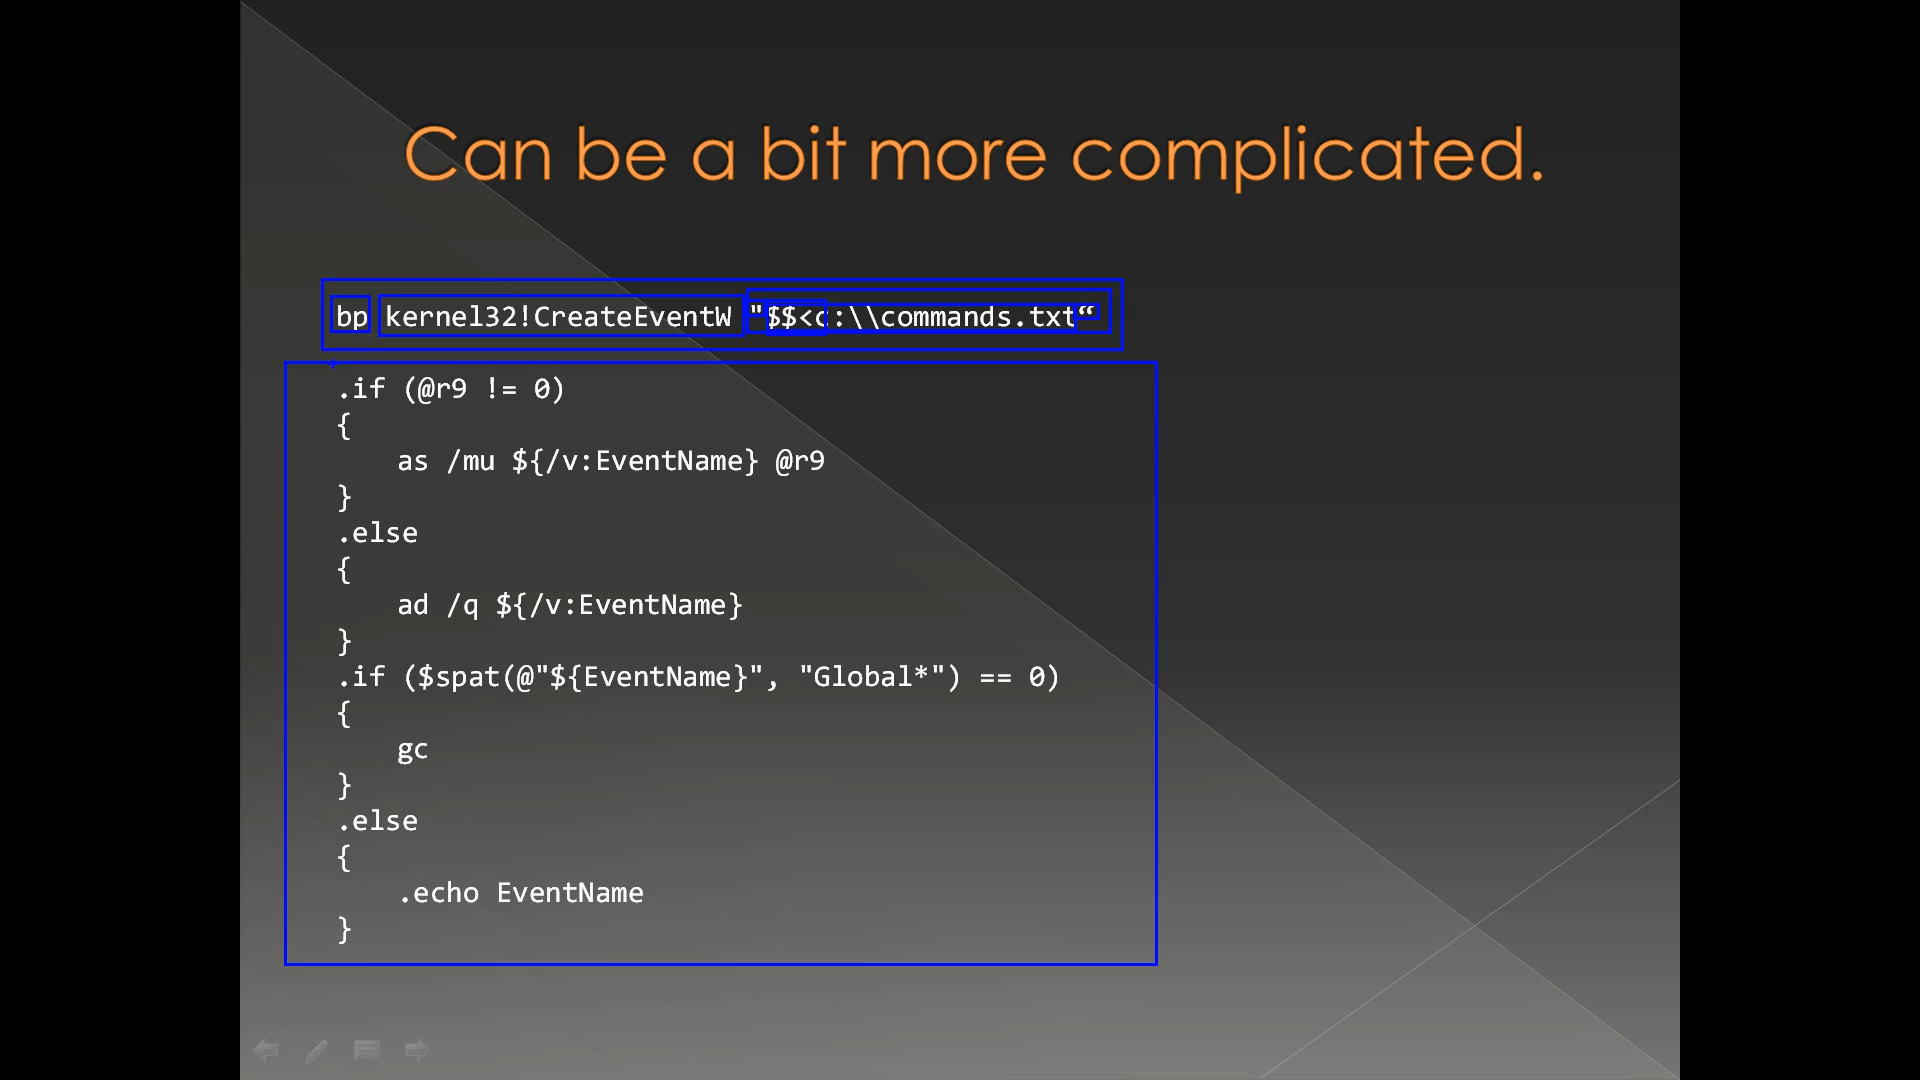 Can be a bit more complicated.
bp kernel32!CreateEventW "$$<c:\\commands.txt“
.if (@r9 != 0)
{
    as /mu ${/v:EventName} @r9
}
.else
{
    ad /q ${/v:EventName}
}
.if ($spat(@"${EventName}", "Global*") == 0)
{
    gc
}
.else
{
    .echo EventName
}